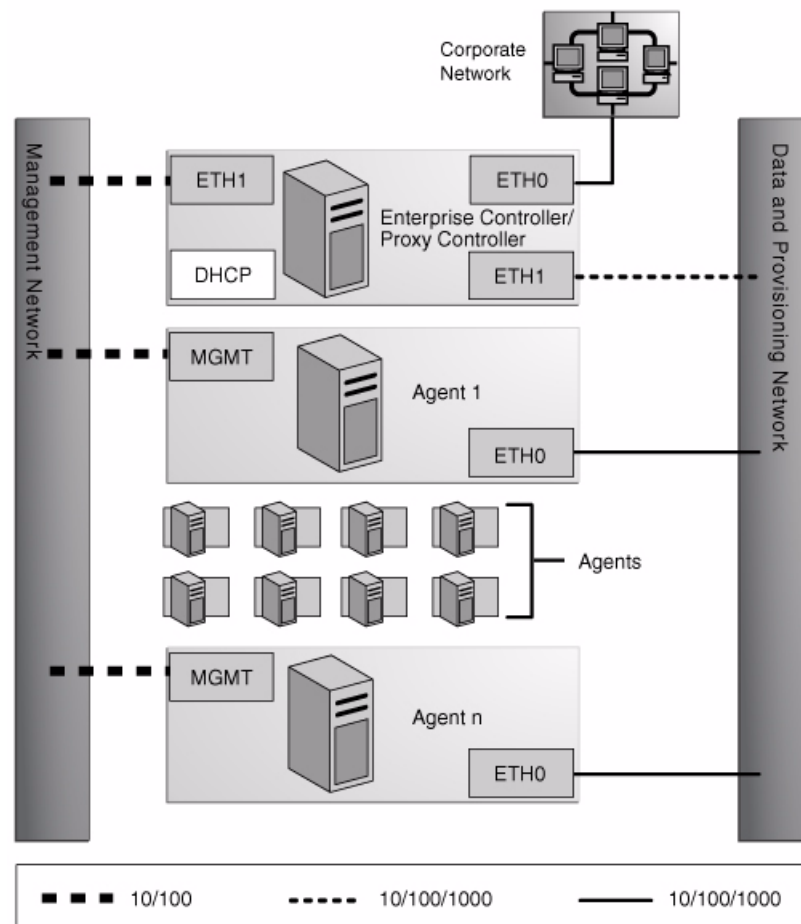 Corporate
Network
Management Network
Data and Provisioning Network
ETH1
ETH0
Enterprise Controller/
Proxy Controller
DHCP
ETH1
MGMT
Agent 1
ETH0
Agents
MGMT
Agent n
ETH0
10/100
10/100/1000
10/100/1000